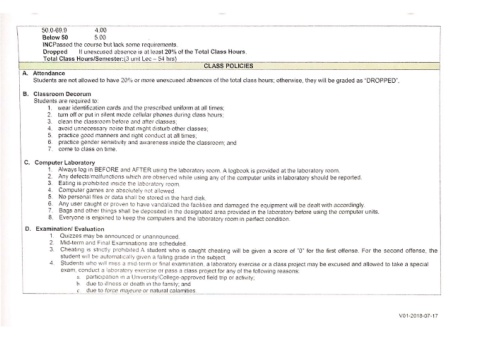 50.0-69.0 4.00
Below 50 5.00
INC Passed the course but lack some requirements.
Dropped If unexcused absence is at least 20% of the Total Class Hours.
Total Class Hours/Semester: (3 unit Lec – 54 hrs)
CLASS POLICIES
A. Attendance
Students are not allowed to have 20% or more unexcused absences of the total class hours; otherwise, they will be graded as "DROPPED".
B. Classroom Decorum
Students are required to:
1. wear identification cards and the prescribed uniform at all times;
2. turn off or put in silent mode cellular phones during class hours;
3. clean the classroom before and after classes;
4. avoid unnecessary noise that might disturb other classes;
5. practice good manners and right conduct at all times;
6. practice gender sensitivity and awareness inside the classroom; and
7. come to class on time.
C. Computer Laboratory
1. Always log in BEFORE and AFTER using the laboratory room. A logbook is provided at the laboratory room.
2. Any defects/malfunctions which are observed while using any of the computer units in laboratory should be reported.
3. Eating is prohibited inside the laboratory room.
4. Computer games are absolutely not allowed
5. No personal files or data shall be stored in the hard disk.
6. Any user caught or proven to have vandalized the facilities and damaged the equipment will be dealt with accordingly.
7. Bags and other things shall be deposited in the designated area provided in the laboratory before using the computer units.
8. Everyone is enjoined to keep the computers and the laboratory room in perfect condition.
D. Examination/ Evaluation
1. Quizzes may be announced or unannounced.
2. Mid-term and Final Examinations are scheduled.
3. Cheating is strictly prohibited A student who is caught cheating will be given a score of "0" for the first offense. For the second offense, the
student will be automatically given a failing grade in the subject.
4. Students who will miss a mid term or final examination, a laboratory exercise or a class project may be excused and allowed to take a special
exam, conduct a laboratory exercise or pass a class project for any of the following reasons:
a. participation in a University/College-approved field trip or activity;
b. due to illness or death in the family; and
c. due to force majeure or natural calamities.
V01-2018-07-17